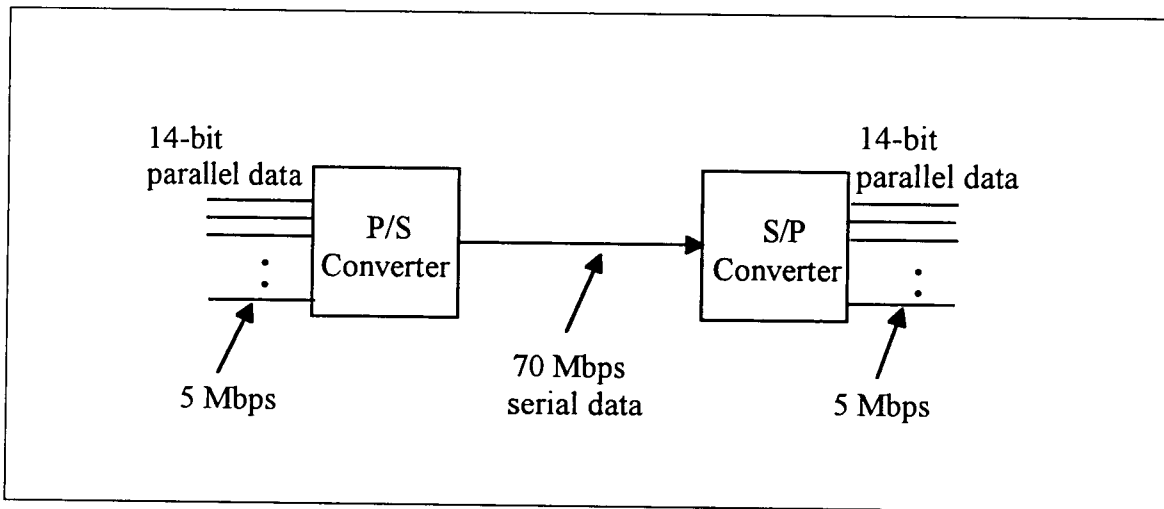 14-bit
parallel data
P/S
Converter
5 Mbps
70 Mbps
serial data
S/P
Converter
14-bit
parallel data
5 Mbps